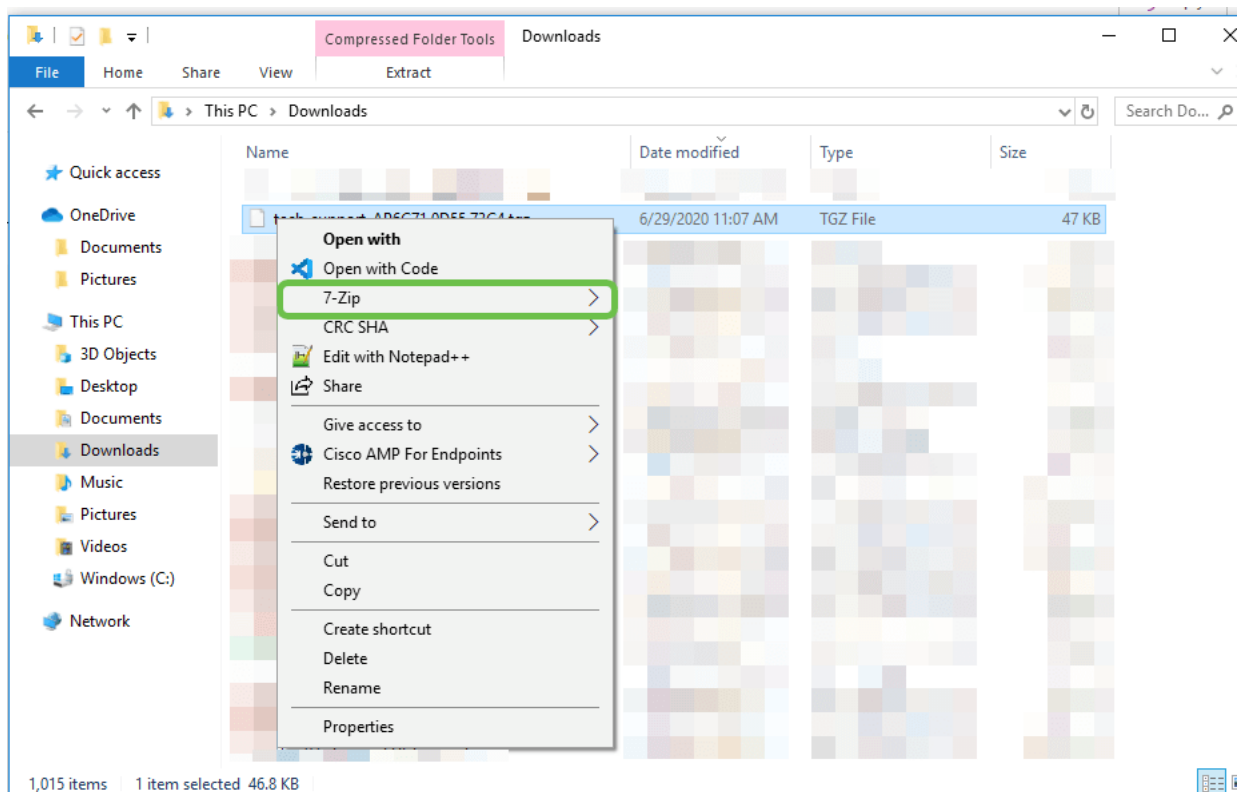 Compressed Folder Tools Downloads
File Home Share View Extract
This PC > Downloads Search Do...
Name Date modified Type Size
Quick access
OneDrive
6/29/2020 11:07 AM TGZ File 47 KB
Documents
Pictures
This PC
3D Objects
Desktop
Documents
Downloads
Music
Pictures
Videos
Windows (C:)
Network
Open with
Open with Code
7-Zip
CRC SHA
Edit with Notepad++
Share
Give access to
Cisco AMP For Endpoints
Restore previous versions
Send to
Cut
Copy
Create shortcut
Delete
Rename
Properties
1,015 items 1 item selected 46.8 KB